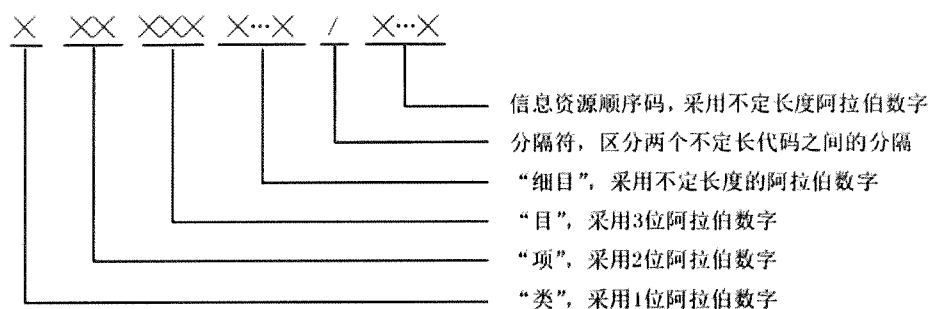 X XX XXX X…X / X…X
信息资源顺序码，采用不定长度阿拉伯数字
分隔符，区分两个不定长代码之间的分隔
“细目”，采用不定长度的阿拉伯数字
“目”，采用3位阿拉伯数字
“项”，采用2位阿拉伯数字
“类”，采用1位阿拉伯数字